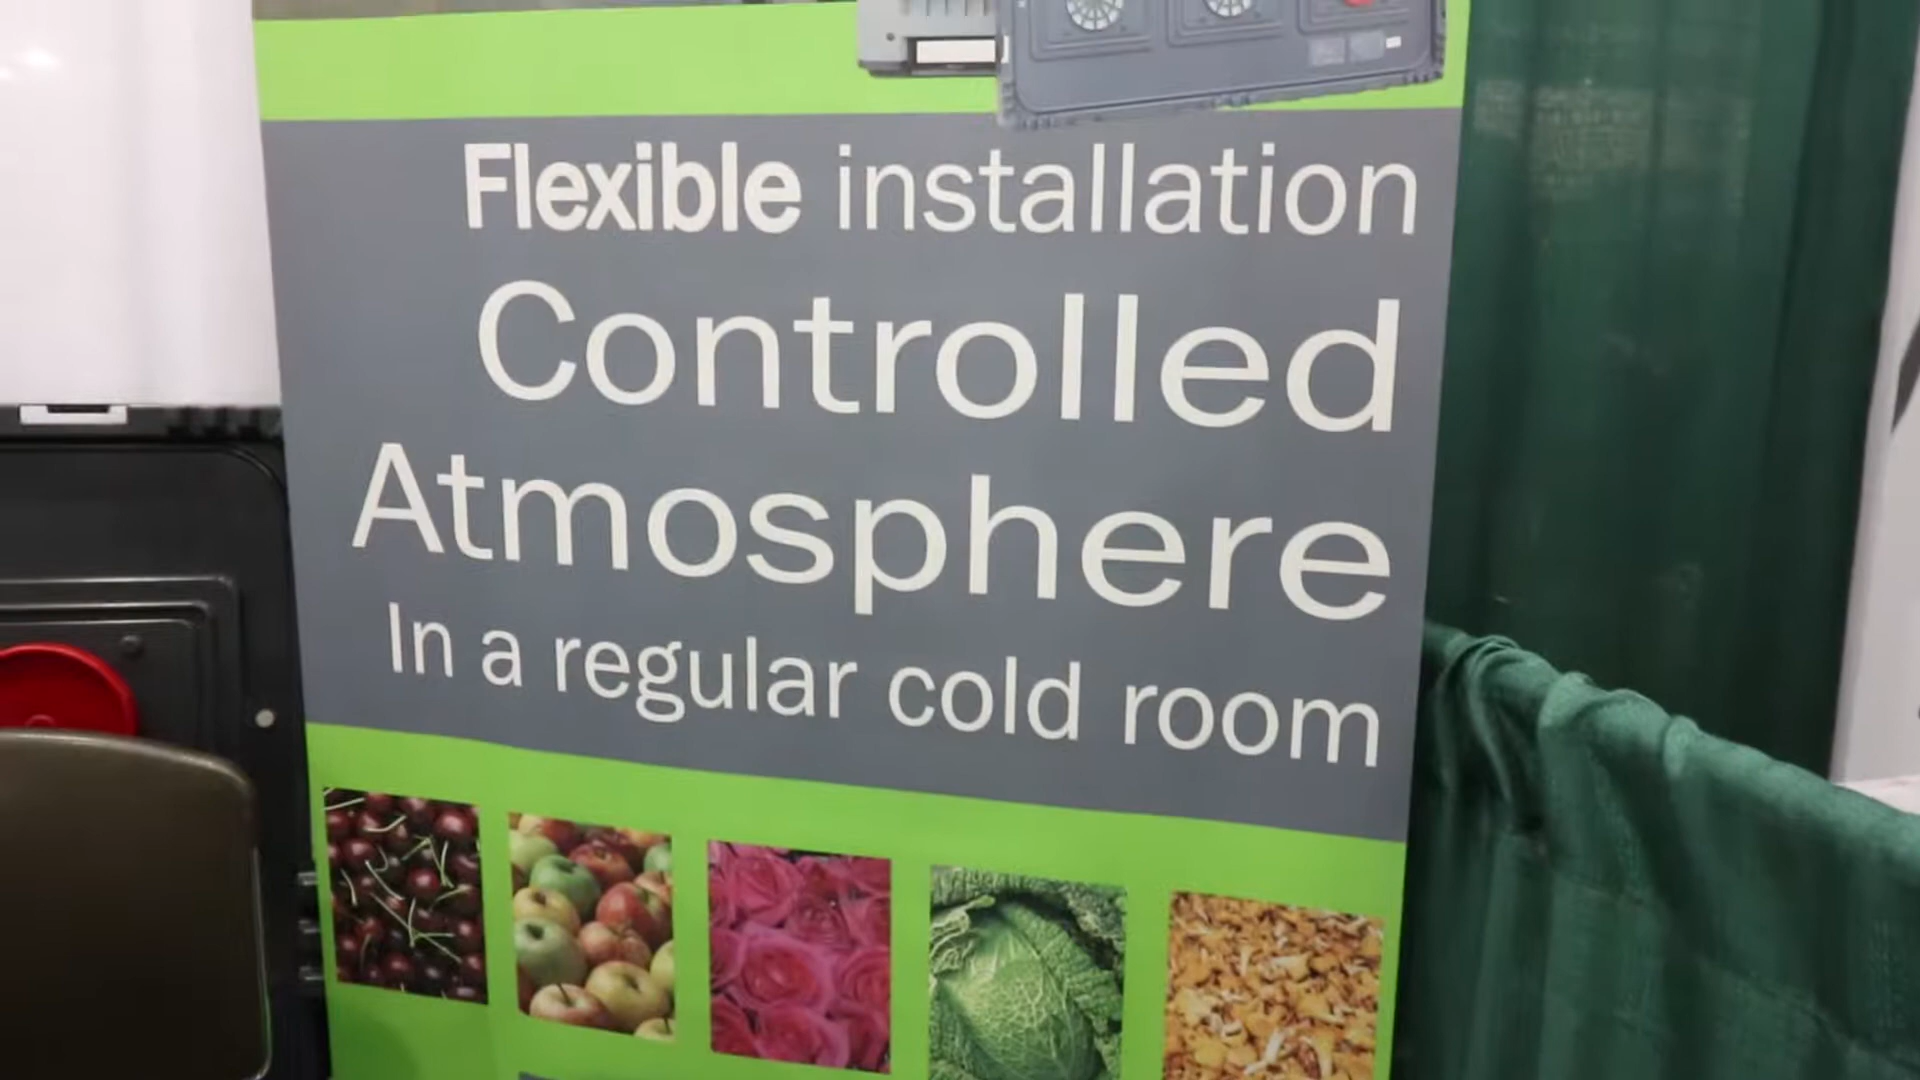 Flexible installation
Controlled
Atmosphere
In a regular cold room